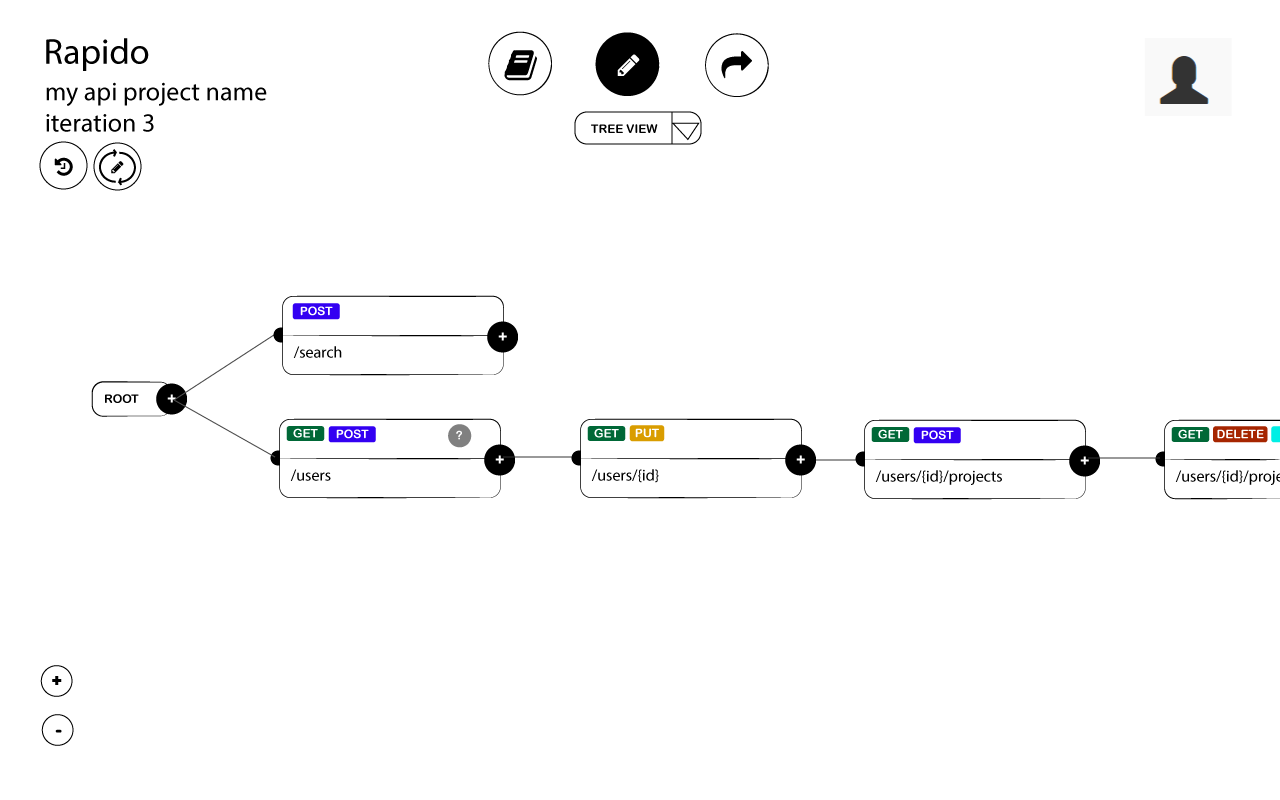 Rapido
my api project name
iteration 3
TREE VIEW
POST
/search
ROOT
GET POST ?
/users
GET PUT
/users/{id}
GET POST
/users/{id}/projects
GET DELETE
/users/{id}/proje
+
-